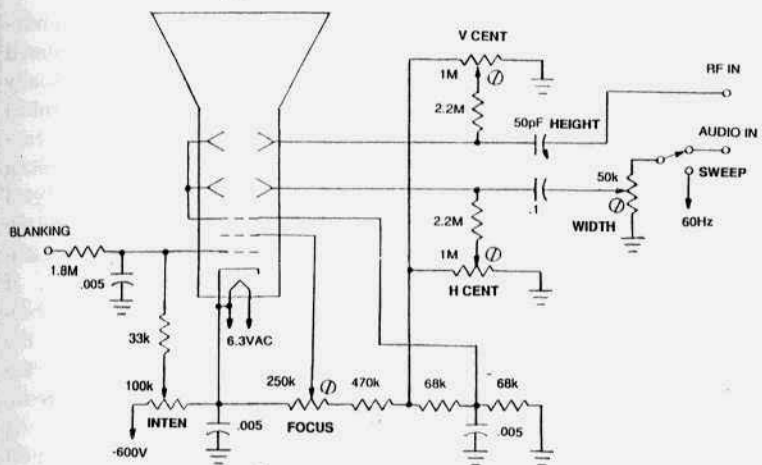 V CENT
1M
RF IN
2.2M
50pF HEIGHT
AUDIO IN
50k
SWEEP
.1
BLANKING
2.2M
WIDTH
60Hz
1.8M
1M
.005
H CENT
33k
6.3VAC
100k
250k
470k
68k
68k
INTEN
.005
FOCUS
.005
-600V